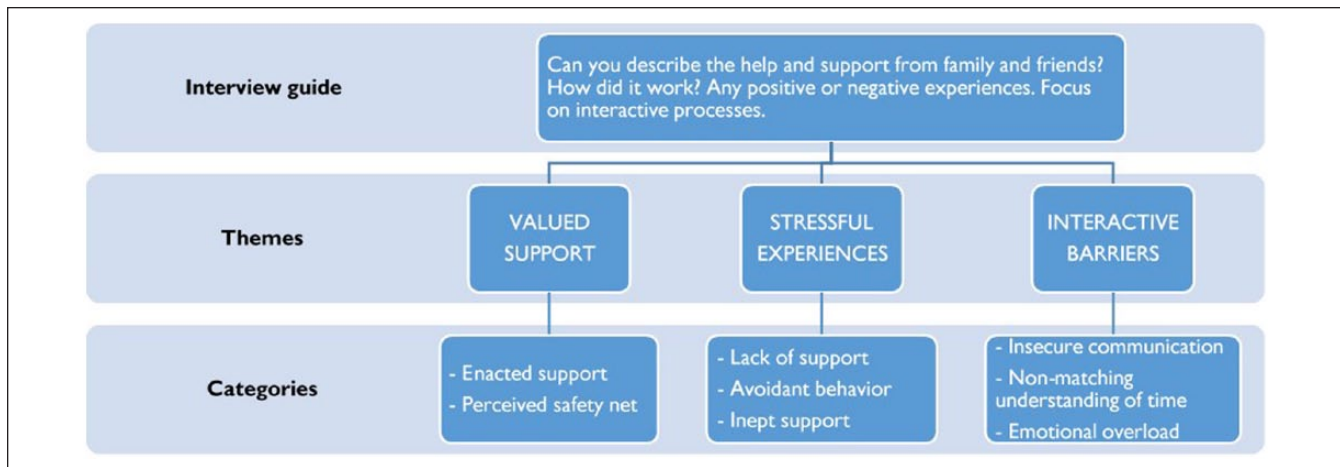 Interview guide
Can you describe the help and support from family and friends?
How did it work? Any positive or negative experiences. Focus
on interactive processes.
Themes
VALUED
SUPPORT
STRESSFUL
EXPERIENCES
INTERACTIVE
BARRIERS
Categories
- Enacted support
- Perceived safety net
- Lack of support
- Avoidant behavior
- Inept support
- Insecure communication
- Non-matching
understanding of time
- Emotional overload